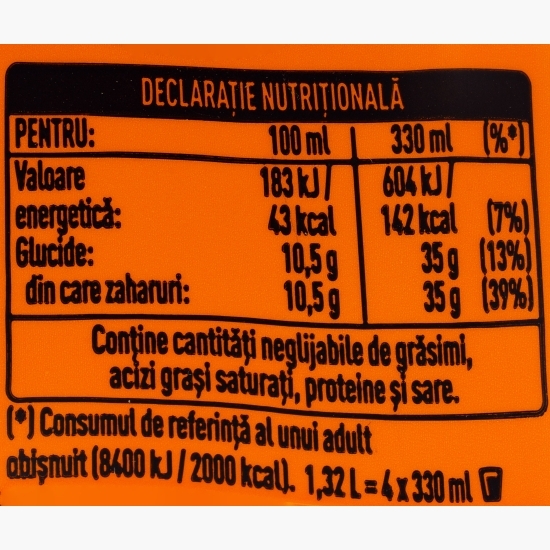 DECLARAȚIE NUTRIȚIONALĂ
PENTRU: 100 ml 330 ml (%*)
Valoare 183 kJ/ 604 kJ/
energetică: 43 kcal 142 kcal (7%)
Glucide: 10,5 g 35 g (13%)
din care zaharuri: 10,5 g 35 g (39%)
Conține cantități neglijabile de grăsimi,
acizi grași saturați, proteine și sare.
(*) Consumul de referință al unui adult
obișnuit (8400 kJ / 2000 kcal). 1,32 L = 4 x 330 ml